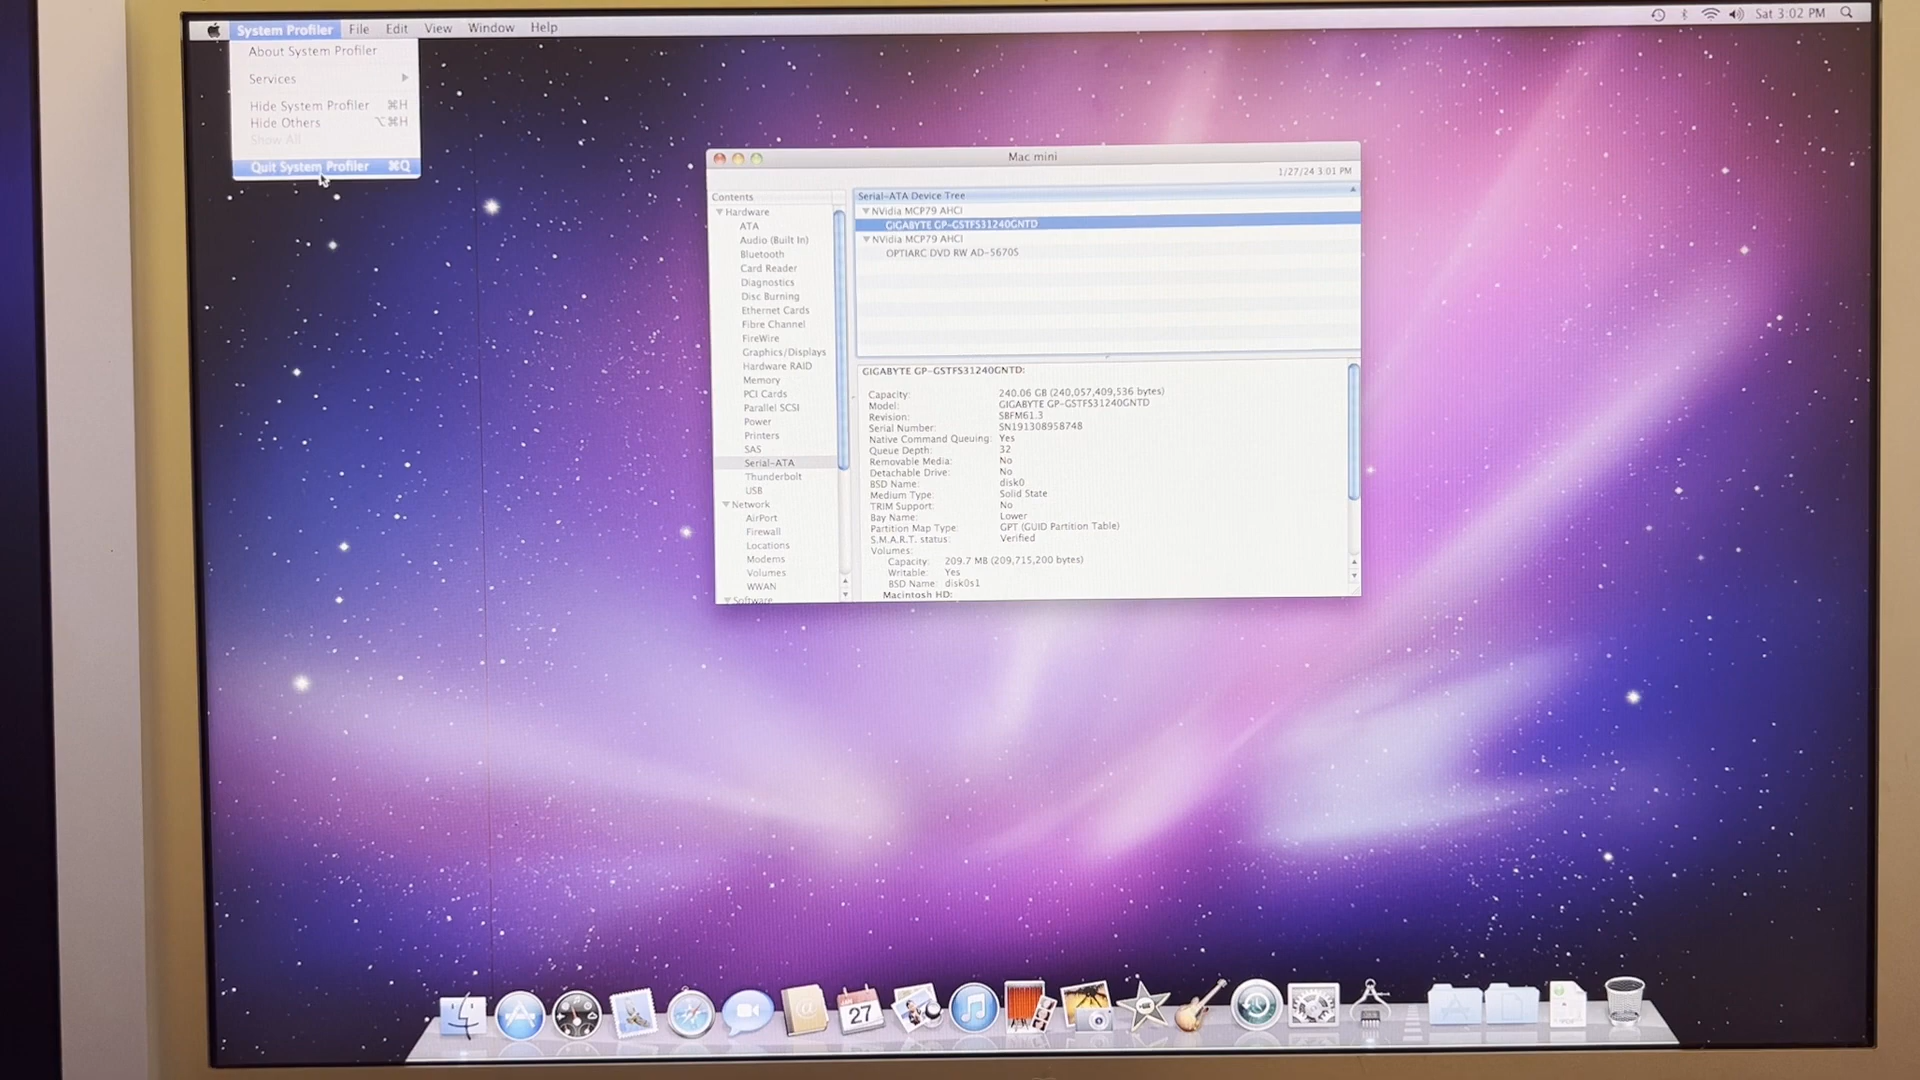 System Profiler File Edit View Window Help
Sat 3:02 PM
About System Profiler
Services
Hide System Profiler ⌘H
Hide Others ⌥⌘H
Show All
Quit System Profiler ⌘Q
Mac mini
1/27/24 3:01 PM
Contents
Hardware
ATA
Audio (Built In)
Bluetooth
Card Reader
Diagnostics
Disc Burning
Ethernet Cards
Fibre Channel
FireWire
Graphics/Displays
Hardware RAID
Memory
PCI Cards
Parallel SCSI
Power
Printers
SAS
Serial-ATA
Thunderbolt
USB
Network
AirPort
Firewall
Locations
Modems
Volumes
WWAN
Software
Serial-ATA Device Tree
NVidia MCP79 AHCI
GIGABYTE GP-GSTFS31240GNTD
NVidia MCP79 AHCI
OPTIARC DVD RW AD-5670S
GIGABYTE GP-GSTFS31240GNTD:
Capacity: 240.06 GB (240,057,409,536 bytes)
Model: GIGABYTE GP-GSTFS31240GNTD
Revision: SBFM61.3
Serial Number: SN191308958748
Native Command Queuing: Yes
Queue Depth: 32
Removable Media: No
Detachable Drive: No
BSD Name: disk0
Medium Type: Solid State
TRIM Support: No
Bay Name: Lower
Partition Map Type: GPT (GUID Partition Table)
S.M.A.R.T. status: Verified
Volumes:
Capacity: 209.7 MB (209,715,200 bytes)
Writable: Yes
BSD Name: disk0s1
Macintosh HD:
JAN
27